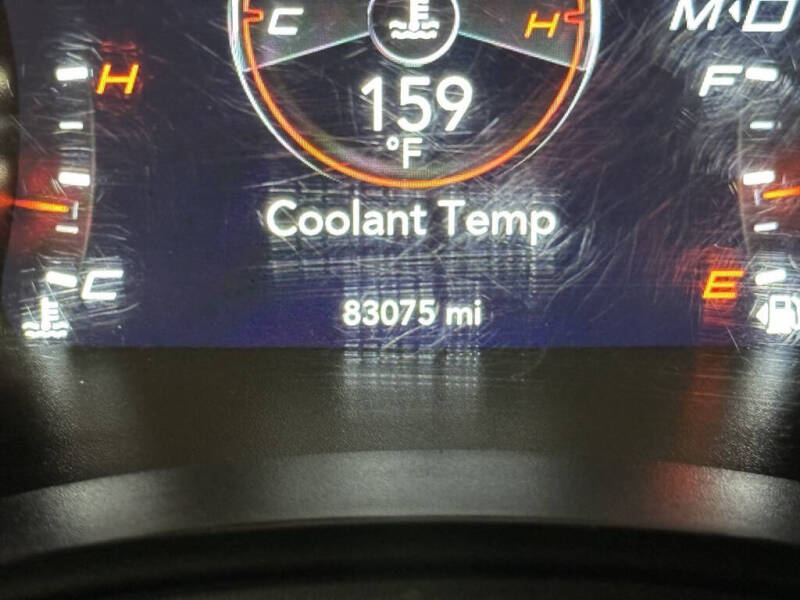 C H M D
H F
159
°F
Coolant Temp
C E
83075 mi